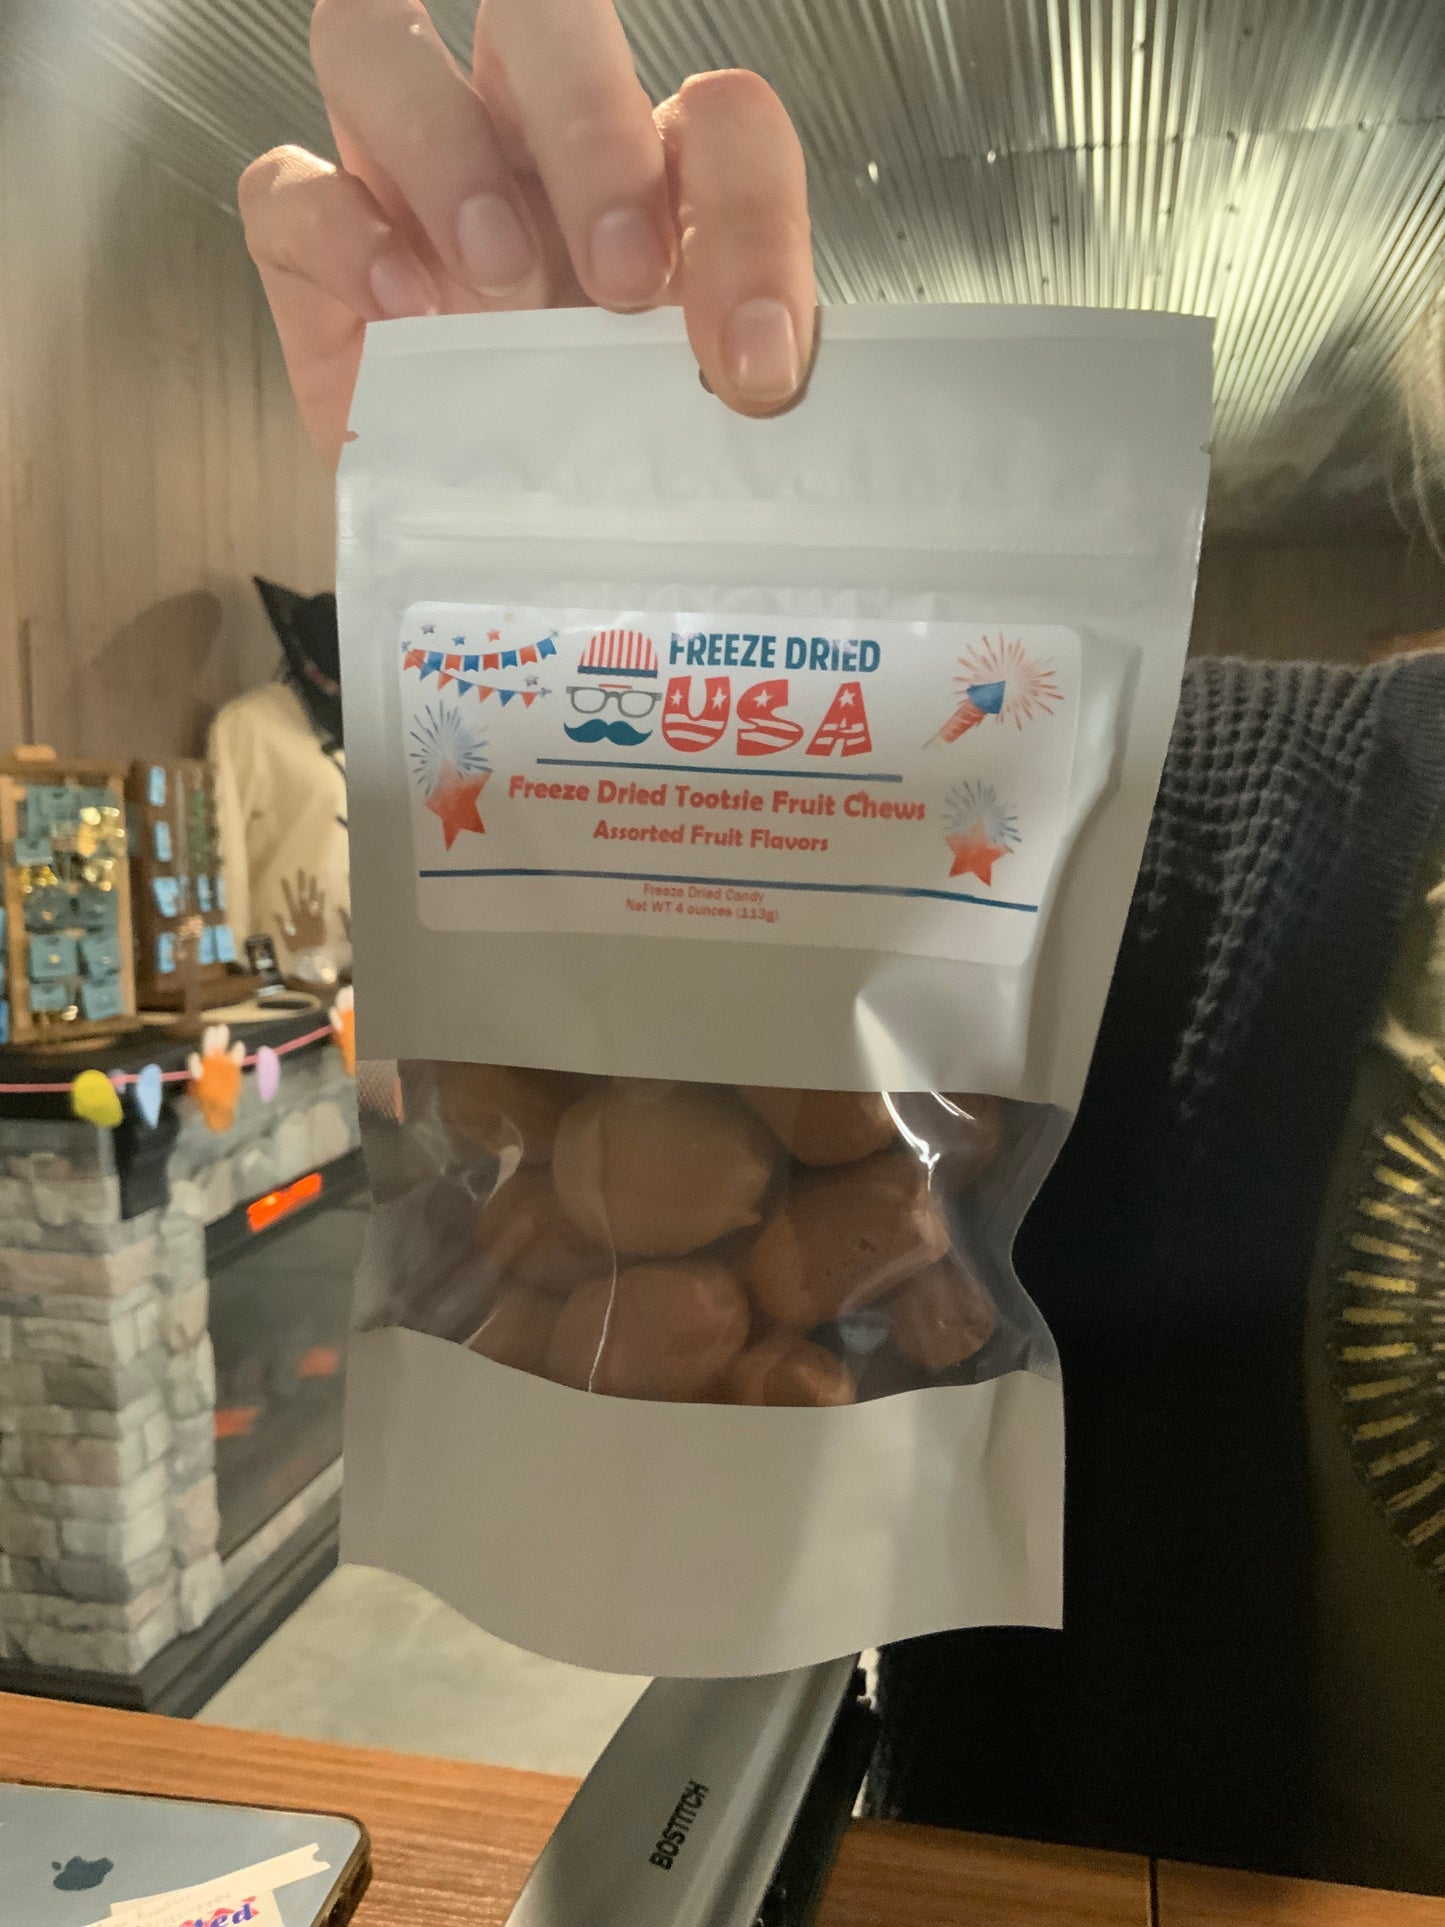 FREEZE DRIED
USA
Freeze Dried Tootsie Fruit Chews
Assorted Fruit Flavors
Freeze Dried Candy
Net WT 4 ounces (113g)
BOSTITCH